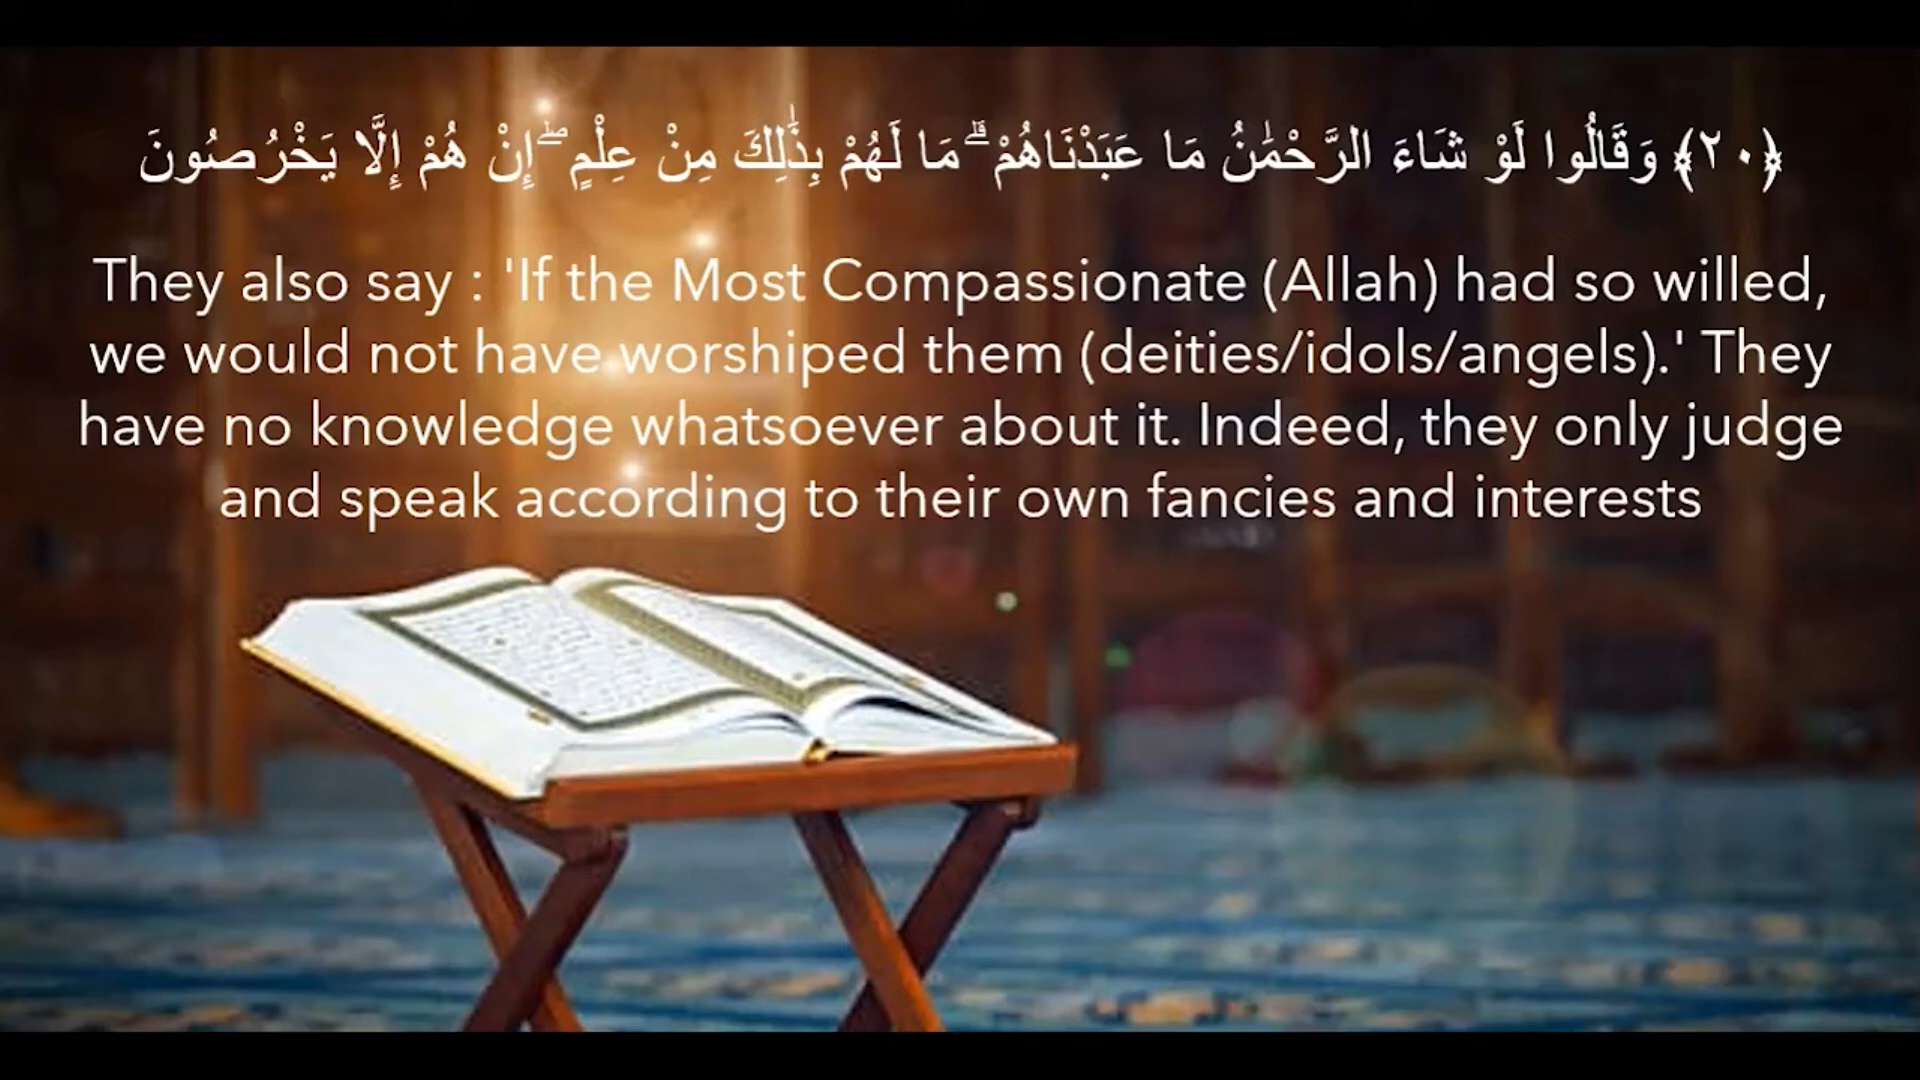 ﴿٢٠﴾ وَقَالُوا لَوْ شَاءَ الرَّحْمَٰنُ مَا عَبَدْنَاهُمْ ۗ مَا لَهُمْ بِذَٰلِكَ مِنْ عِلْمٍ ۖ إِنْ هُمْ إِلَّا يَخْرُصُونَ
They also say : 'If the Most Compassionate (Allah) had so willed,
we would not have worshiped them (deities/idols/angels).' They
have no knowledge whatsoever about it. Indeed, they only judge
and speak according to their own fancies and interests